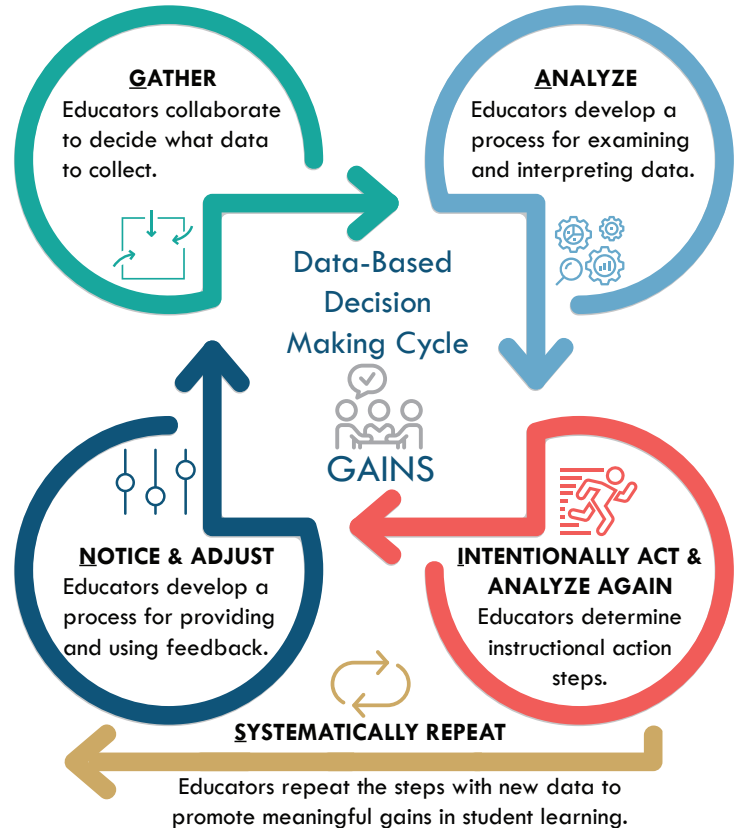 GATHER
Educators collaborate
to decide what data
to collect.
ANALYZE
Educators develop a
process for examining
and interpreting data.
Data-Based
Decision
Making Cycle
GAINS
NOTICE & ADJUST
Educators develop a
process for providing
and using feedback.
INTENTIONALLY ACT &
ANALYZE AGAIN
Educators determine
instructional action
steps.
SYSTEMATICALLY REPEAT
Educators repeat the steps with new data to
promote meaningful gains in student learning.